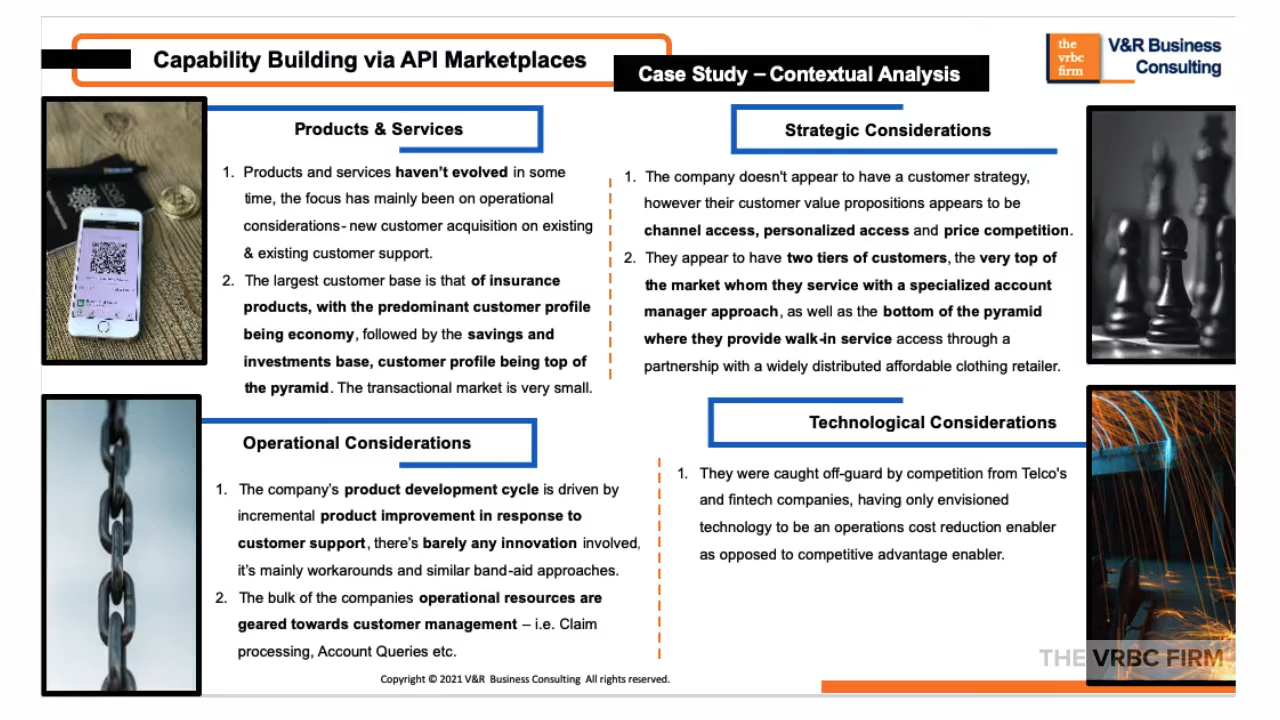 Capability Building via API Marketplaces
Case Study – Contextual Analysis
the
vrbc
firm
V&R Business
Consulting
Products & Services
1. Products and services haven't evolved in some
time, the focus has mainly been on operational
considerations- new customer acquisition on existing
& existing customer support.
2. The largest customer base is that of insurance
products, with the predominant customer profile
being economy, followed by the savings and
investments base, customer profile being top of
the pyramid. The transactional market is very small.
Strategic Considerations
1. The company doesn't appear to have a customer strategy,
however their customer value propositions appears to be
channel access, personalized access and price competition.
2. They appear to have two tiers of customers, the very top of
the market whom they service with a specialized account
manager approach, as well as the bottom of the pyramid
where they provide walk-in service access through a
partnership with a widely distributed affordable clothing retailer.
Operational Considerations
1. The company's product development cycle is driven by
incremental product improvement in response to
customer support, there's barely any innovation involved,
it's mainly workarounds and similar band-aid approaches.
2. The bulk of the companies operational resources are
geared towards customer management – i.e. Claim
processing, Account Queries etc.
Technological Considerations
1. They were caught off-guard by competition from Telco's
and fintech companies, having only envisioned
technology to be an operations cost reduction enabler
as opposed to competitive advantage enabler.
THE VRBC FIRM
Copyright © 2021 V&R Business Consulting All rights reserved.